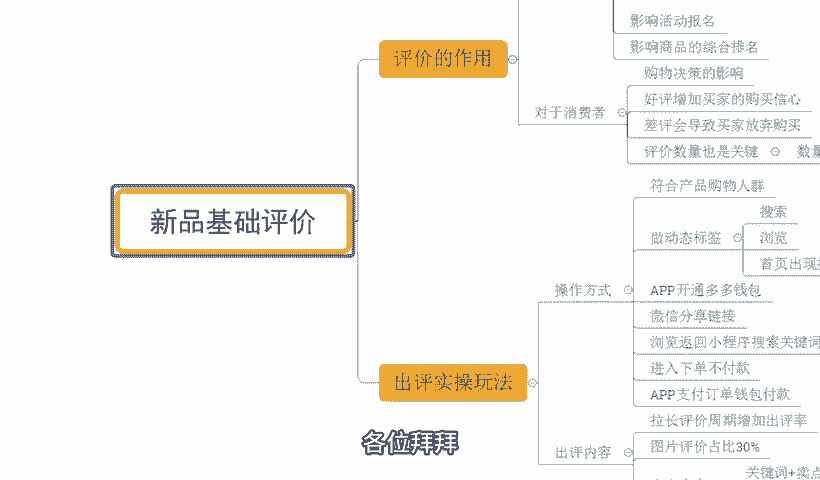 影响活动报名
影响商品的综合排名
评价的作用
购物决策的影响
好评增加买家的购买信心
对于消费者
差评会导致买家放弃购买
评价数量也是关键
数量
新品基础评价
符合产品购物人群
搜索
做动态标签
浏览
首页出现
操作方式
APP开通多多钱包
微信分享链接
浏览返回小程序搜索关键词
进入下单不付款
出评实操玩法
APP支付订单钱包付款
拉长评价周期增加出评率
出评内容
图片评价占比30%
关键词+卖点
各位拜拜